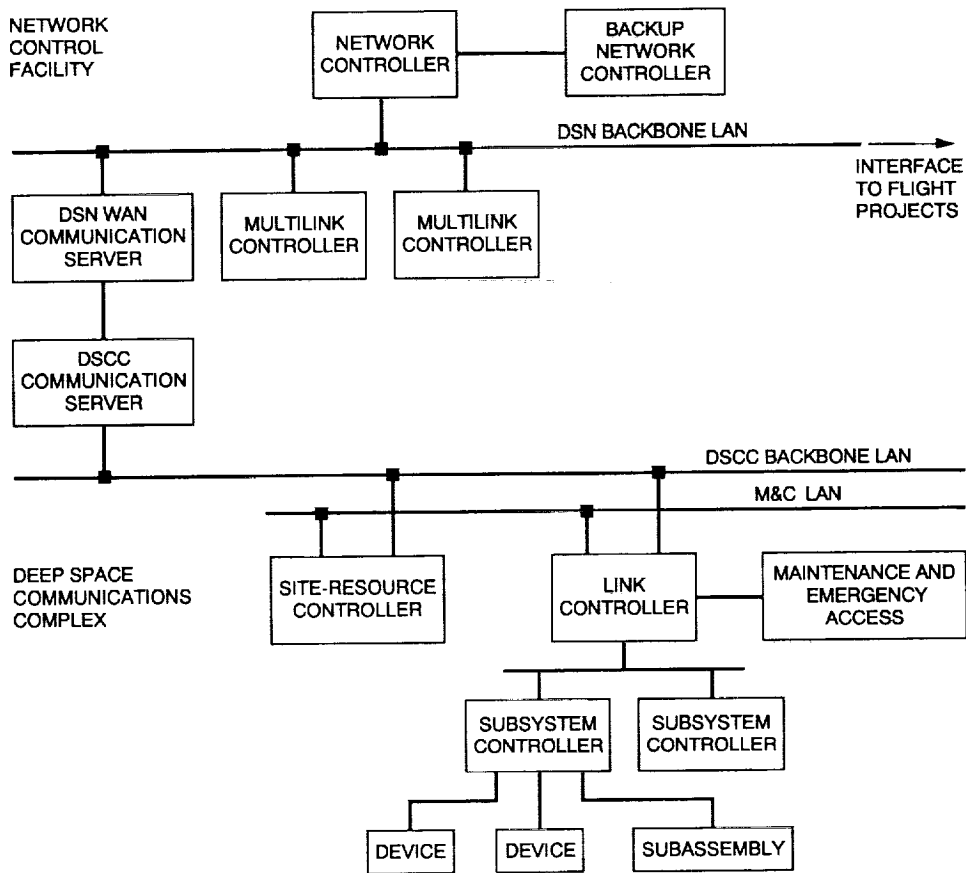 NETWORK
CONTROL
FACILITY
NETWORK
CONTROLLER
BACKUP
NETWORK
CONTROLLER
DSN BACKBONE LAN
INTERFACE
TO FLIGHT
PROJECTS
DSN WAN
COMMUNICATION
SERVER
MULTILINK
CONTROLLER
MULTILINK
CONTROLLER
DSCC
COMMUNICATION
SERVER
DSCC BACKBONE LAN
M&C LAN
DEEP SPACE
COMMUNICATIONS
COMPLEX
SITE-RESOURCE
CONTROLLER
LINK
CONTROLLER
MAINTENANCE AND
EMERGENCY
ACCESS
SUBSYSTEM
CONTROLLER
SUBSYSTEM
CONTROLLER
DEVICE
DEVICE
SUBASSEMBLY